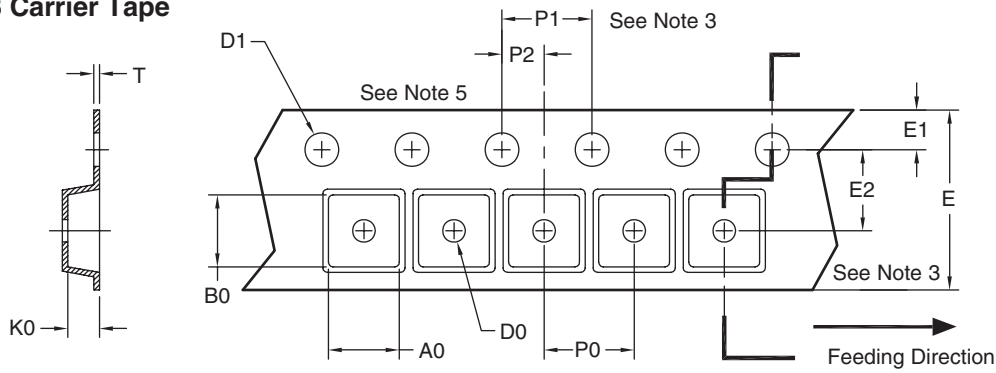 Carrier Tape
P1
See Note 3
D1
P2
T
See Note 5
E1
E2
E
B0
See Note 3
K0
D0
A0
P0
Feeding Direction